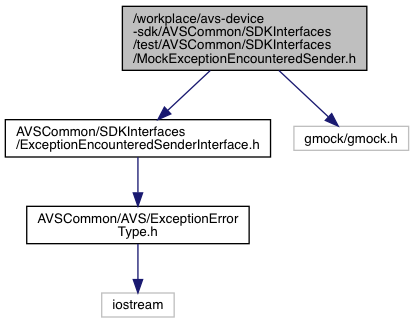 /workplace/avs-device
-sdk/AVSCommon/SDKInterfaces
/test/AVSCommon/SDKInterfaces
/MockExceptionEncounteredSender.h
AVSCommon/SDKInterfaces
/ExceptionEncounteredSenderInterface.h
gmock/gmock.h
AVSCommon/AVS/ExceptionError
Type.h
iostream